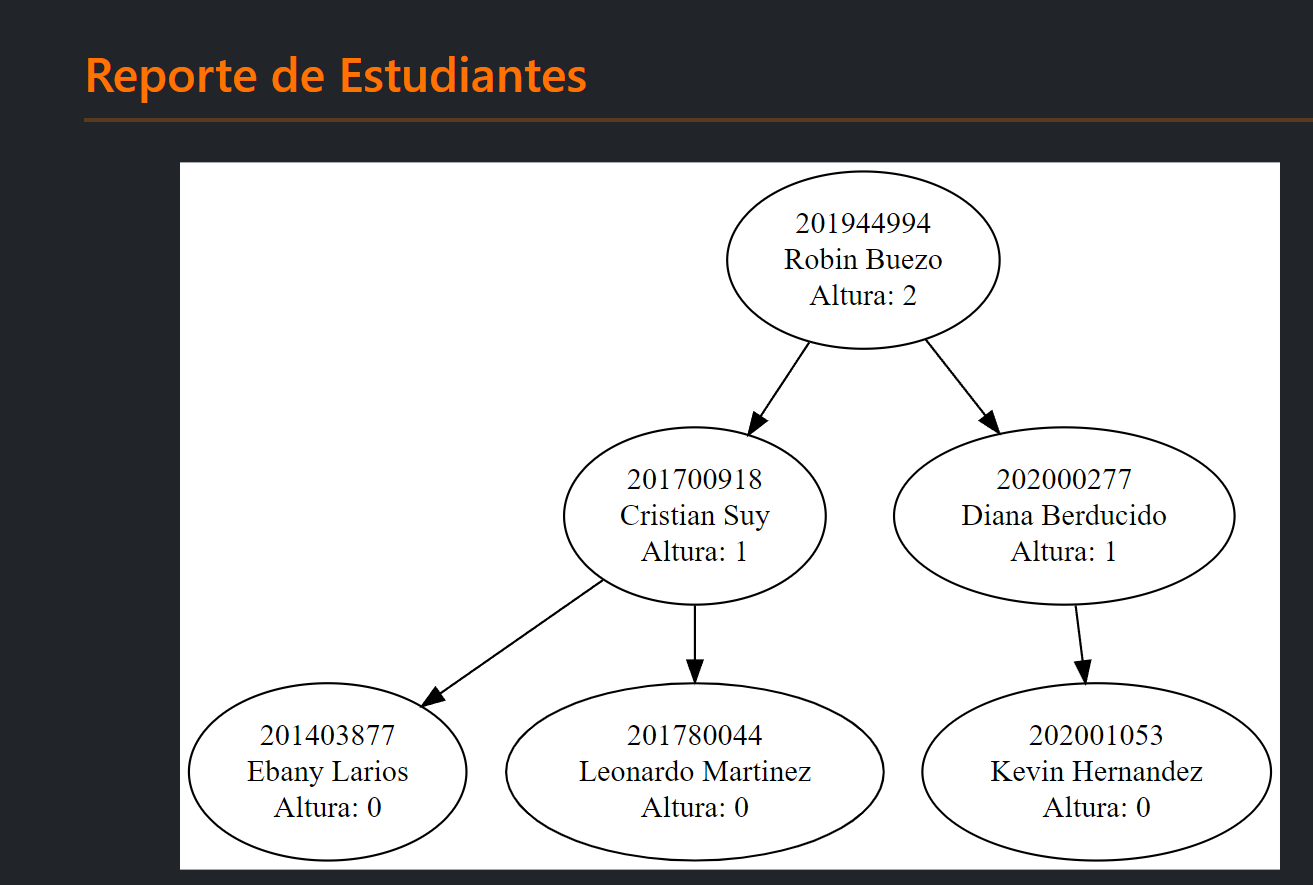 Reporte de Estudiantes
201944994
Robin Buezo
Altura: 2
201700918
Cristian Suy
Altura: 1
202000277
Diana Berducido
Altura: 1
201403877
Ebany Larios
Altura: 0
201780044
Leonardo Martinez
Altura: 0
202001053
Kevin Hernandez
Altura: 0